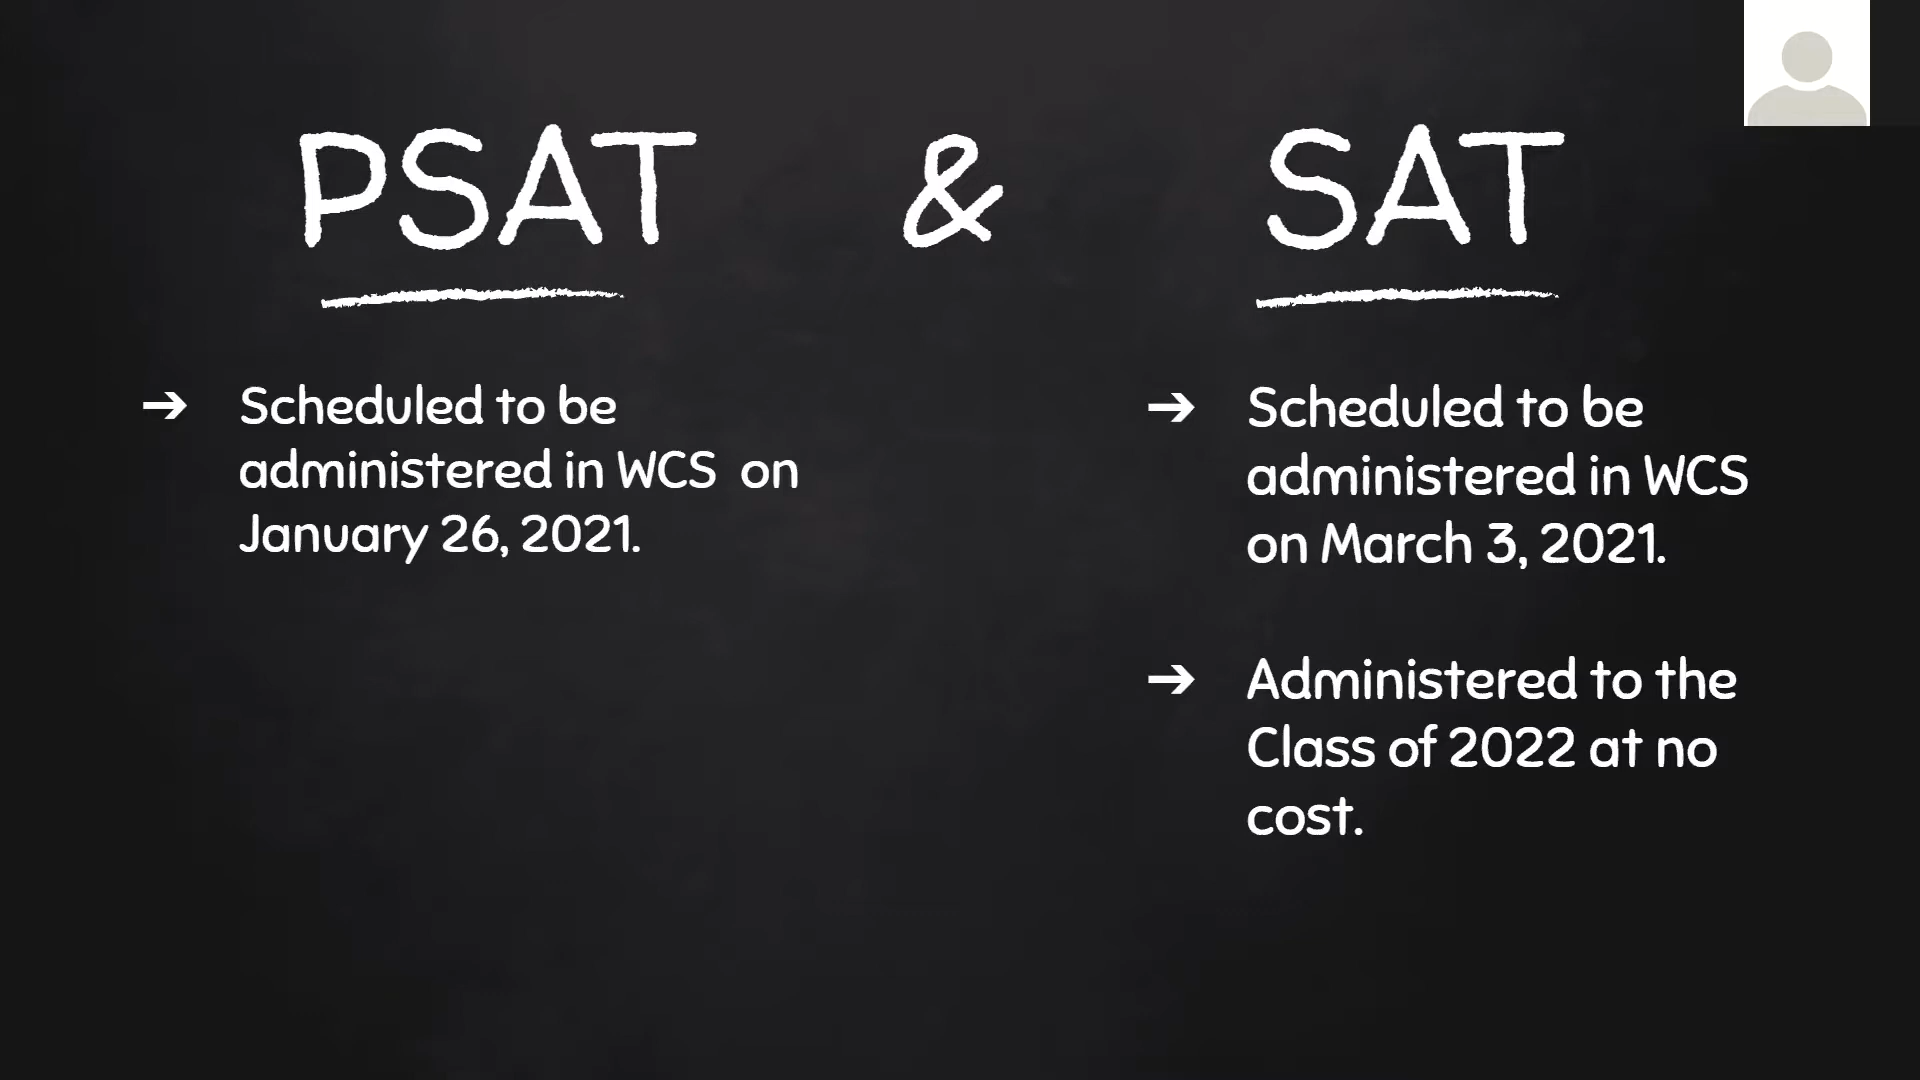 PSAT & SAT
➔ Scheduled to be
administered in WCS  on
January 26, 2021.
➔ Scheduled to be
administered in WCS
on March 3, 2021.
➔ Administered to the
Class of 2022 at no
cost.